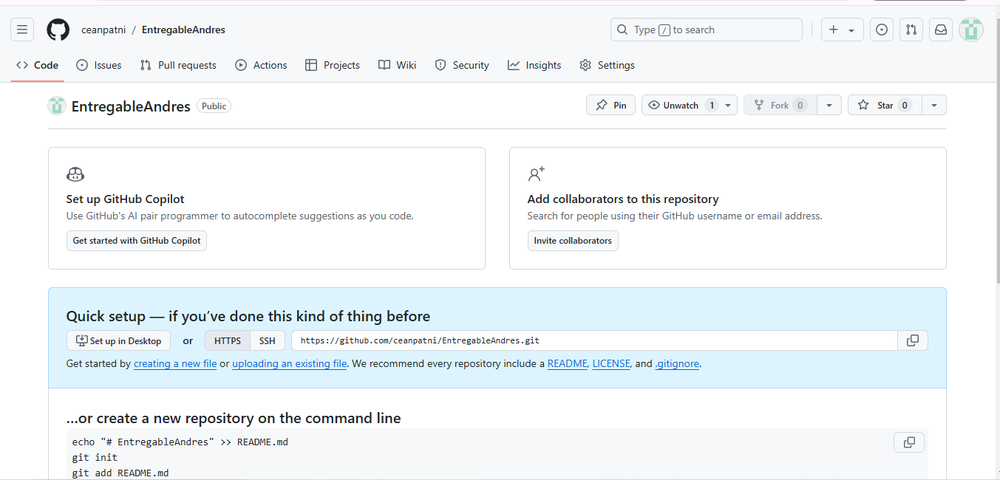 ceanpatni / EntregableAndres
Type / to search
Code Issues Pull requests Actions Projects Wiki Security Insights Settings
EntregableAndres Public
Pin Unwatch 1 Fork 0 Star 0
Set up GitHub Copilot
Use GitHub's AI pair programmer to autocomplete suggestions as you code.
Get started with GitHub Copilot
Add collaborators to this repository
Search for people using their GitHub username or email address.
Invite collaborators
Quick setup — if you’ve done this kind of thing before
Set up in Desktop or HTTPS SSH https://github.com/ceanpatni/EntregableAndres.git
Get started by creating a new file or uploading an existing file. We recommend every repository include a README, LICENSE, and .gitignore.
…or create a new repository on the command line
echo "# EntregableAndres" >> README.md
git init
git add README.md